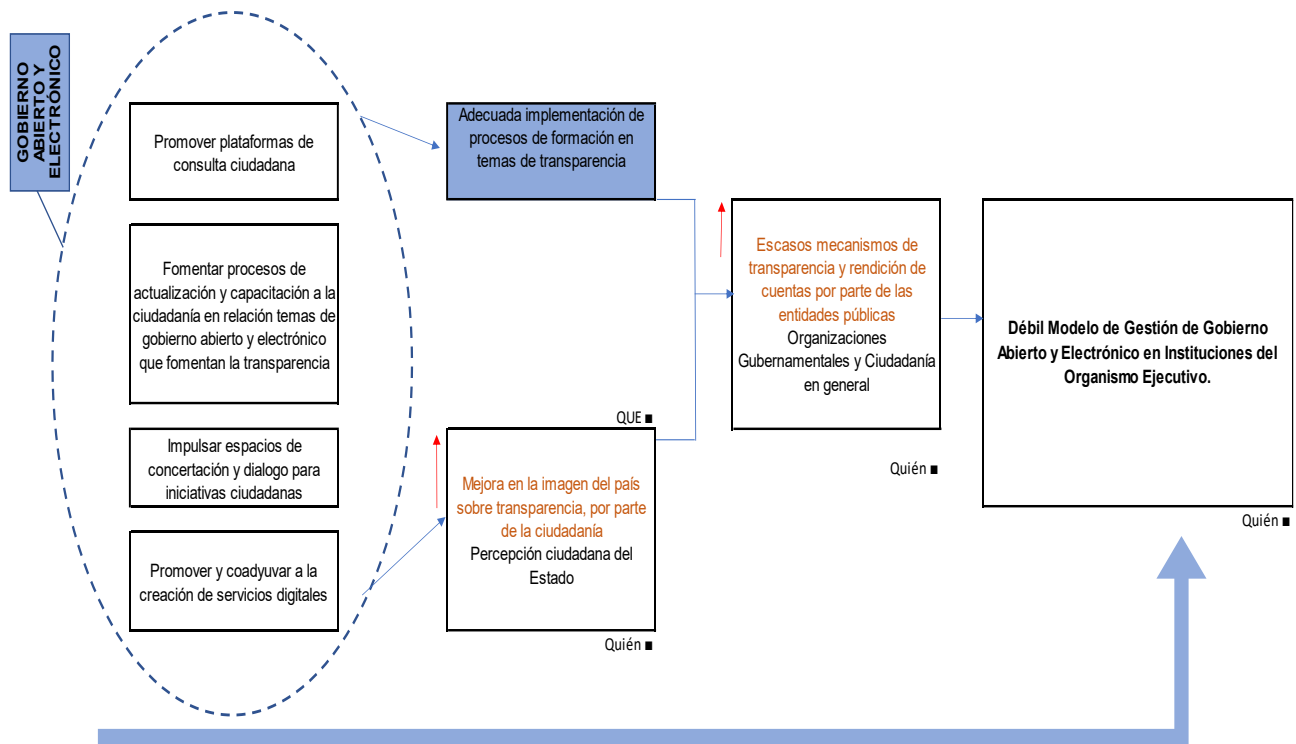 GOBIERNO
ABIERTO Y
ELECTRÓNICO
Promover plataformas de
consulta ciudadana
Fomentar procesos de
actualización y capacitación a la
ciudadanía en relación temas de
gobierno abierto y electrónico
que fomentan la transparencia
Impulsar espacios de
concertación y dialogo para
iniciativas ciudadanas
Promover y coadyuvar a la
creación de servicios digitales
Adecuada implementación de
procesos de formación en
temas de transparencia
QUE ■
Mejora en la imagen del país
sobre transparencia, por parte
de la ciudadanía
Percepción ciudadana del
Estado
Quién ■
Escasos mecanismos de
transparencia y rendición de
cuentas por parte de las
entidades públicas
Organizaciones
Gubernamentales y Ciudadanía
en general
Quién ■
Débil Modelo de Gestión de Gobierno
Abierto y Electrónico en Instituciones del
Organismo Ejecutivo.
Quién ■